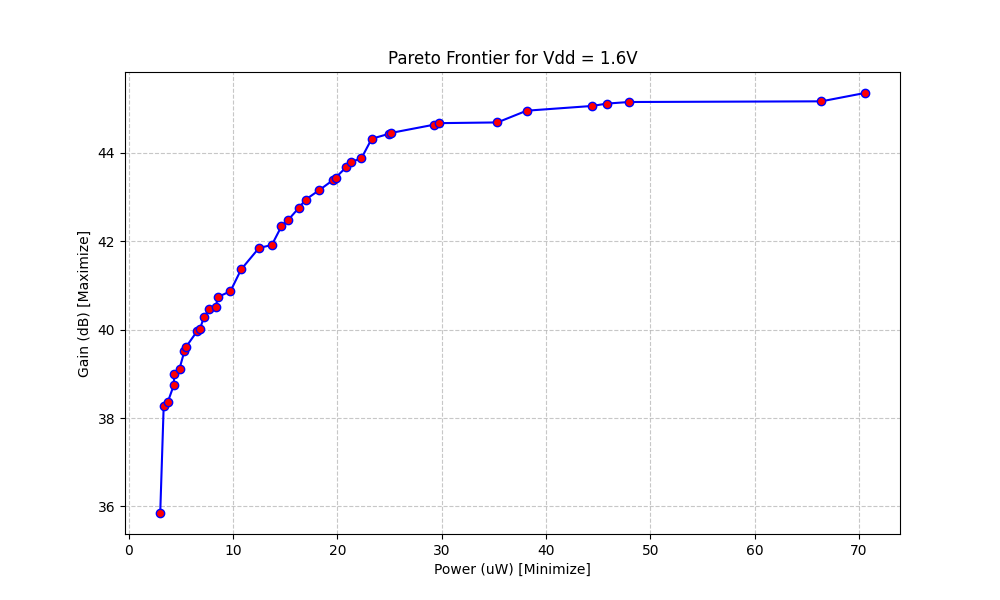 Pareto Frontier for Vdd = 1.6V
Gain (dB) [Maximize]
44
42
40
38
36
0 10 20 30 40 50 60 70
Power (uW) [Minimize]